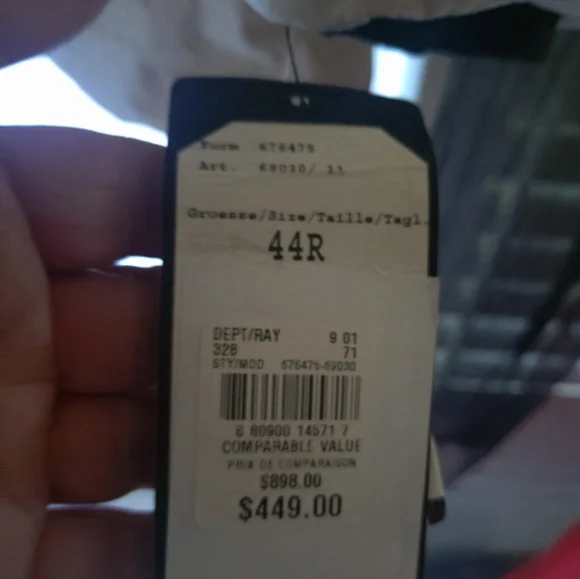 Form 676475
Art. 68030/ 11
Groesse/Size/Taille/Tagl.
44R
DEPT/RAY 9 01
328 71
STY/MOD 676475-69030
6 60900 14571 7
COMPARABLE VALUE
PRIX DE COMPARAISON
$898.00
$449.00